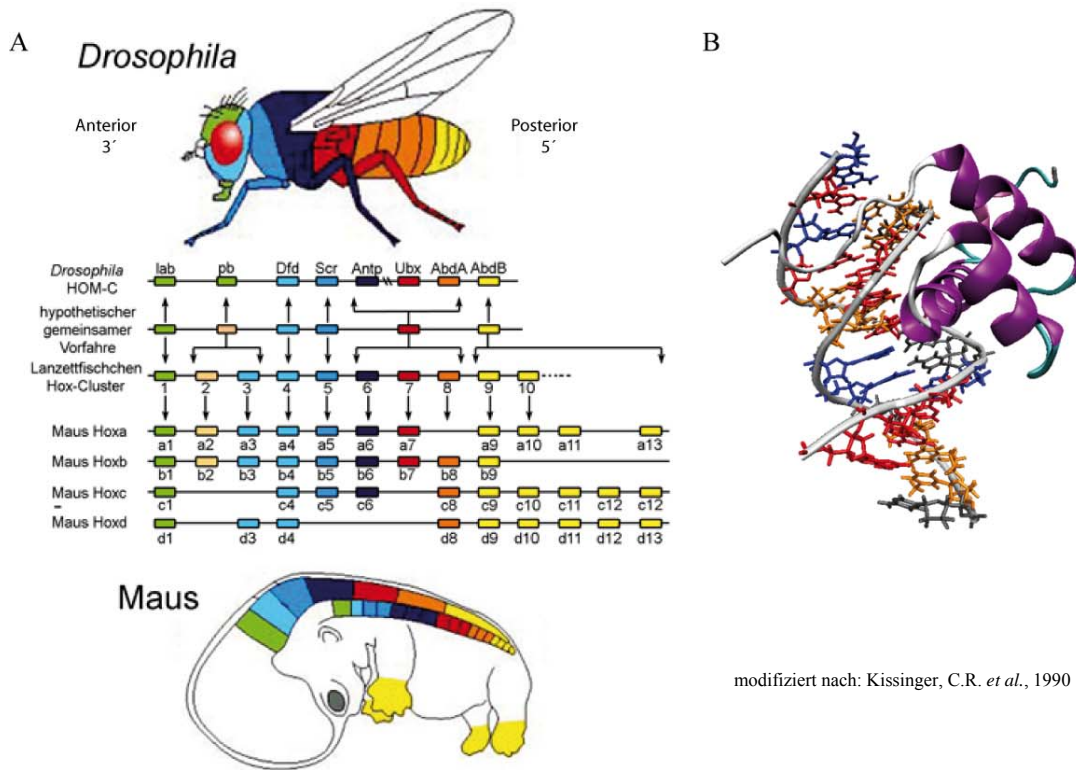 A
B
Drosophila
Anterior
3´
Posterior
5´
lab pb Dfd Scr Antp Ubx AbdA AbdB
Drosophila
HOM-C
hypothetischer
gemeinsamer
Vorfahre
Lanzettfischchen
Hox-Cluster
1 2 3 4 5 6 7 8 9 10
Maus Hoxa
a1 a2 a3 a4 a5 a6 a7 a9 a10 a11 a13
Maus Hoxb
b1 b2 b3 b4 b5 b6 b7 b8 b9
Maus Hoxc
c1 c4 c5 c6 c8 c9 c10 c11 c12 c12
Maus Hoxd
d1 d3 d4 d8 d9 d10 d11 d12 d13
Maus
modifiziert nach: Kissinger, C.R. et al., 1990